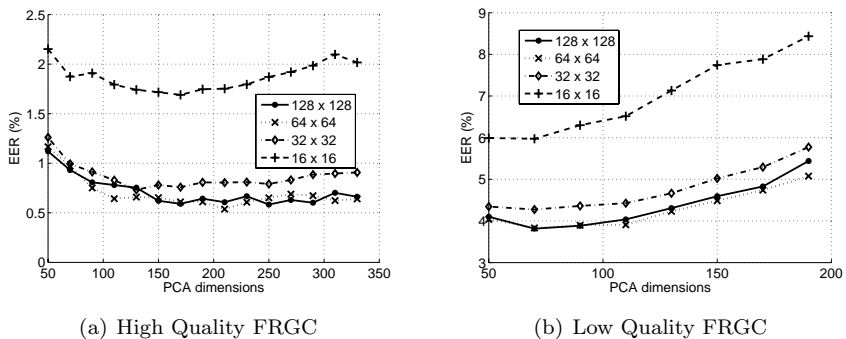 2.5
2
1.5
1
0.5
0
50
100
150
200
250
300
350
EER (%)
PCA dimensions
128 x 128
64 x 64
32 x 32
16 x 16
(a) High Quality FRGC
9
8
7
6
5
4
3
50
100
150
200
EER (%)
PCA dimensions
128 x 128
64 x 64
32 x 32
16 x 16
(b) Low Quality FRGC